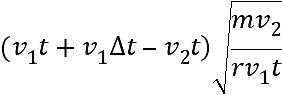 (v₁t + v₁Δt – v₂t) √(mv₂ / rv₁t)